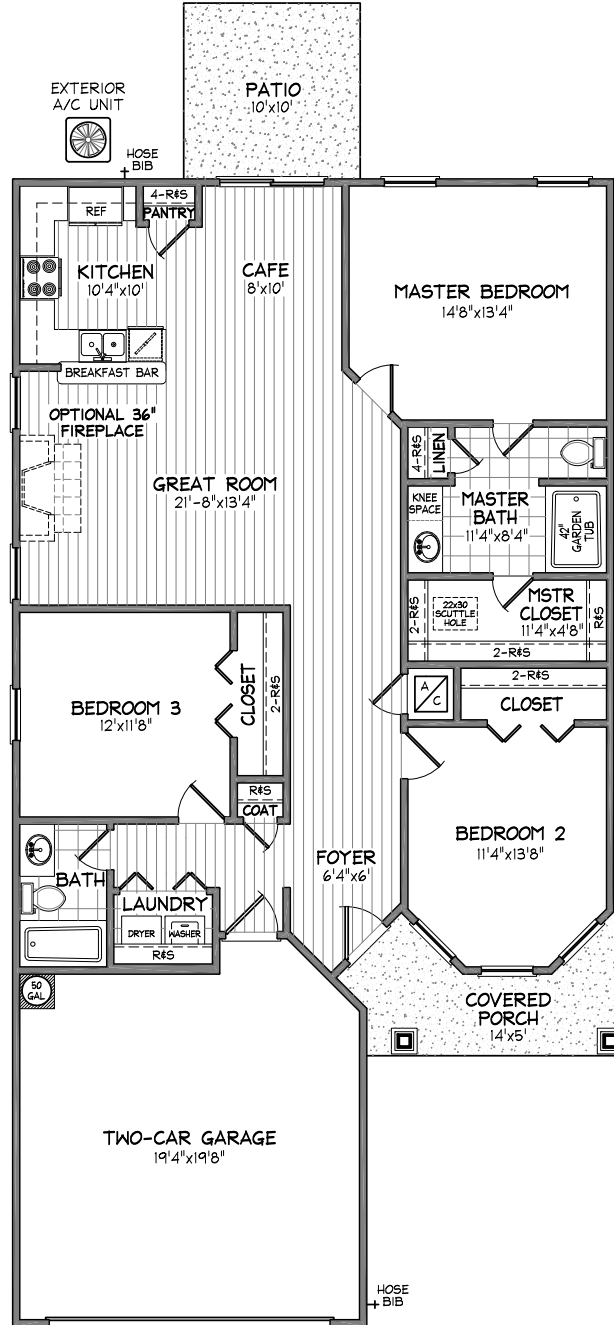 PATIO
10'x10'
EXTERIOR
A/C UNIT
HOSE
BIB
4-R&S
PANTRY
REF
KITCHEN
10'4"x10'
CAFE
8'x10'
MASTER BEDROOM
14'8"x13'4"
BREAKFAST BAR
OPTIONAL 36"
FIREPLACE
GREAT ROOM
21'-8"x13'4"
4-R&S
LINEN
KNEE
SPACE
MASTER
BATH
11'4"x8'4"
42"
GARDEN
TUB
2-R&S
22x30
SCUTTLE
HOLE
MSTR
CLOSET
11'4"x4'8"
R&S
2-R&S
BEDROOM 3
12'x11'8"
CLOSET
2-R&S
A/C
2-R&S
CLOSET
R&S
COAT
BEDROOM 2
11'4"x13'8"
FOYER
6'4"x6'
BATH
LAUNDRY
DRYER
WASHER
R&S
50
GAL
COVERED
PORCH
14'x5'
TWO-CAR GARAGE
19'4"x19'8"
HOSE
BIB